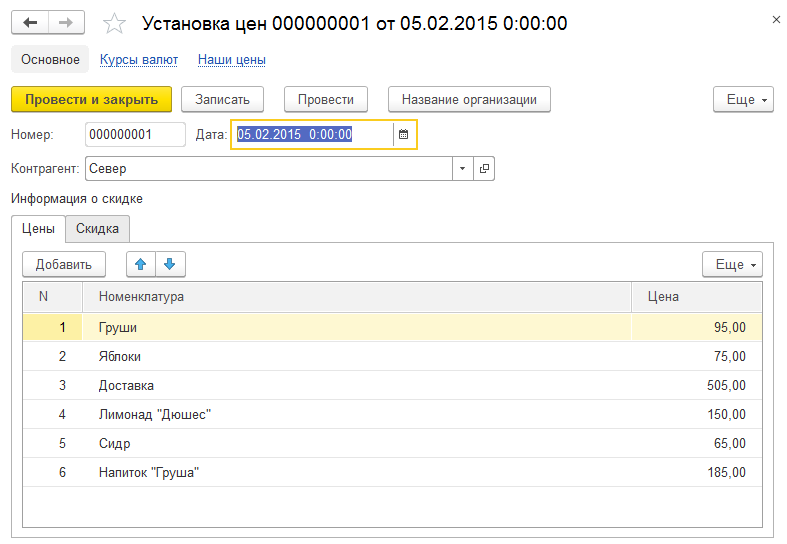 Установка цен 000000001 от 05.02.2015 0:00:00
Основное Курсы валют Наши цены
Провести и закрыть Записать Провести Название организации Еще
Номер: 000000001 Дата: 05.02.2015 0:00:00
Контрагент: Север
Информация о скидке
Цены Скидка
Добавить Еще
N Номенклатура Цена
1 Груши 95,00
2 Яблоки 75,00
3 Доставка 505,00
4 Лимонад "Дюшес" 150,00
5 Сидр 65,00
6 Напиток "Груша" 185,00